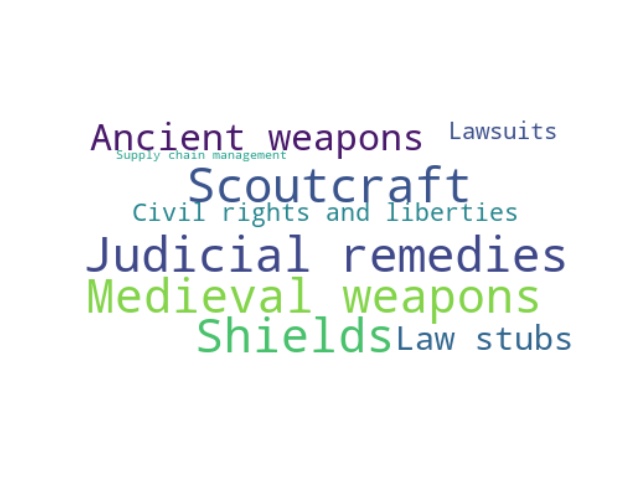 Ancient weapons
Lawsuits
Supply chain management
Scoutcraft
Civil rights and liberties
Judicial remedies
Medieval weapons
Shields
Law stubs